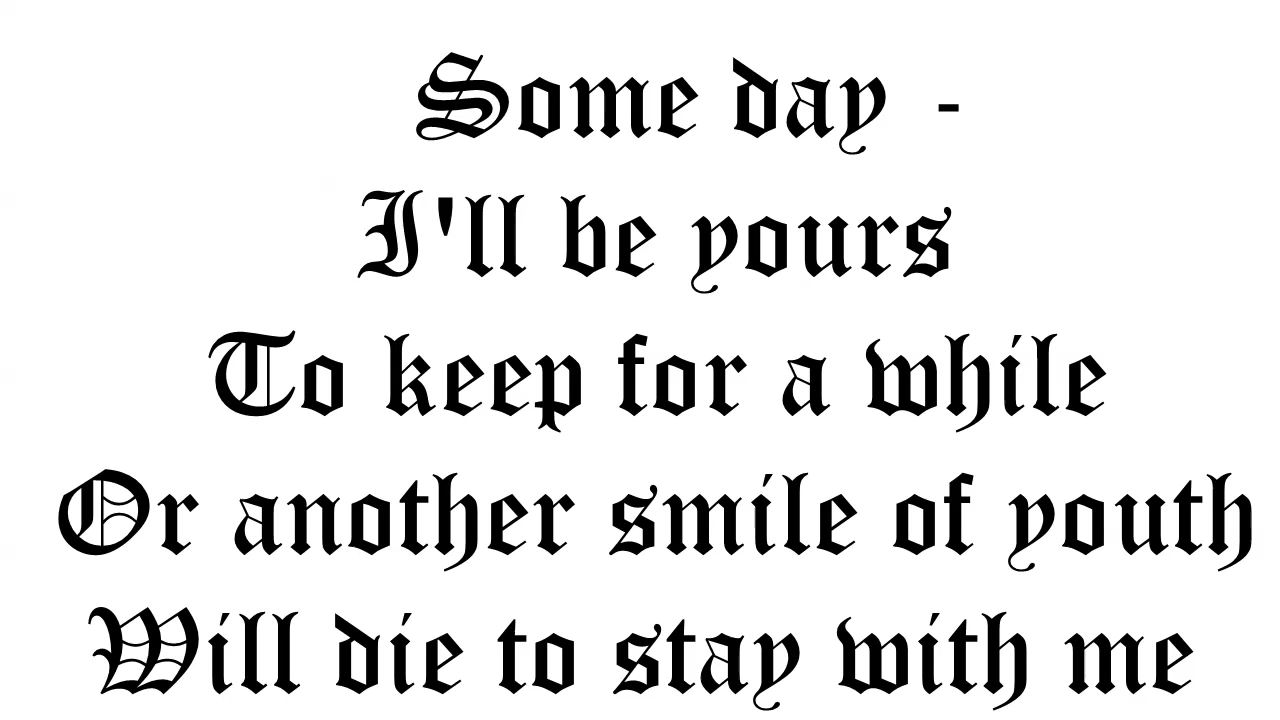 Some day -
I'll be yours
To keep for a while
Or another smile of youth
Will die to stay with me